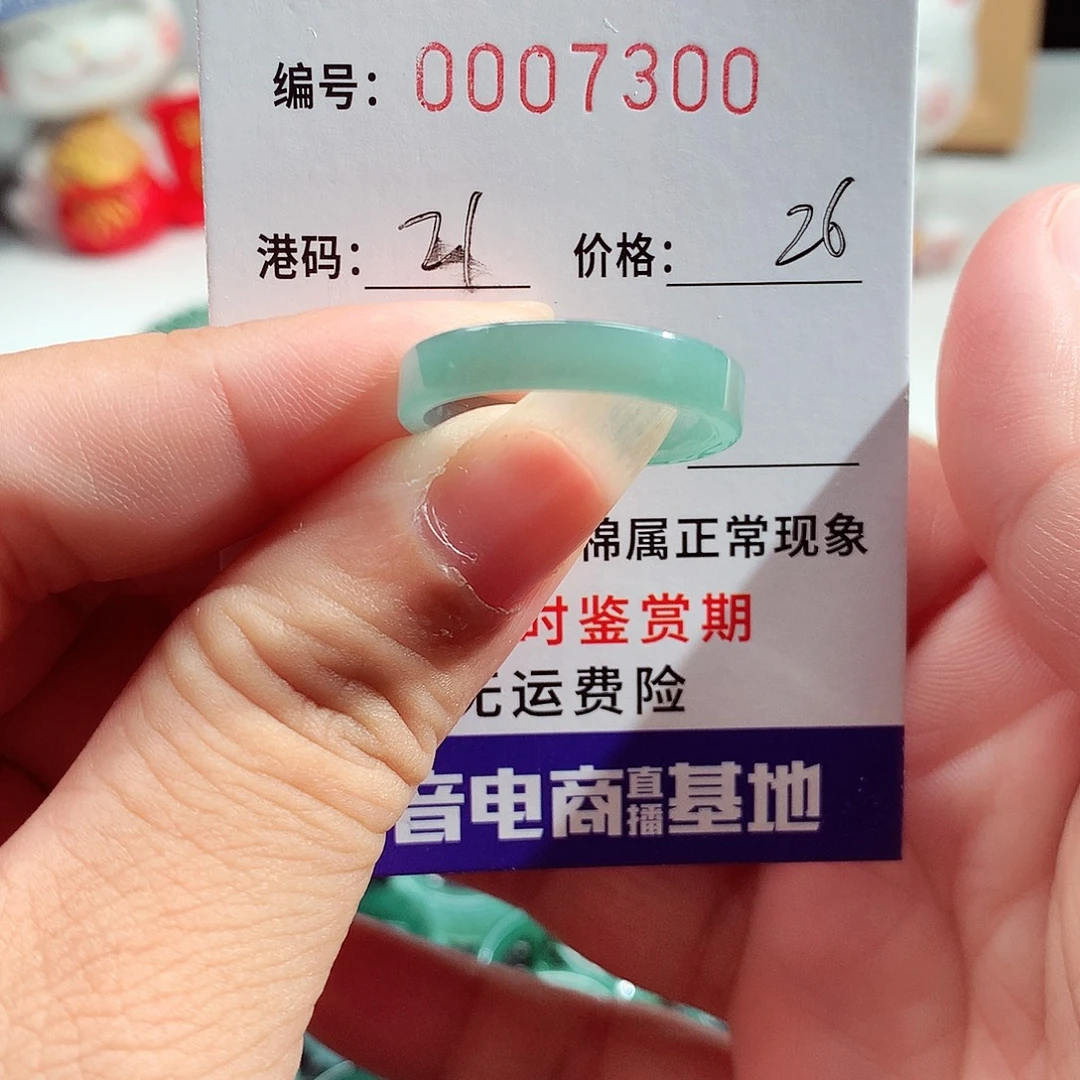 编号：0007300
港码：21 价格：26
棉属正常现象
时鉴赏期
无运费险
音电商直播基地